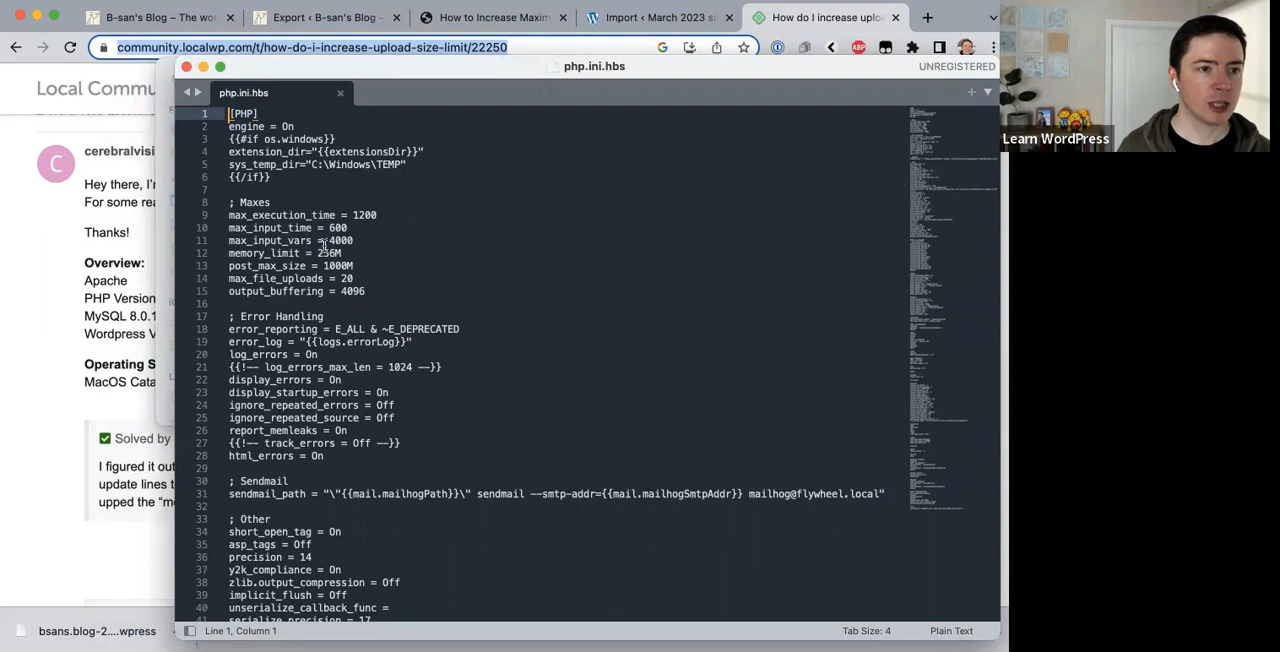 B-san's Blog – The wor
Export ‹ B-san's Blog –
How to Increase Maxim
Import ‹ March 2023 si
How do I increase uploa
community.localwp.com/t/how-do-i-increase-upload-size-limit/22250
ABP
php.ini.hbs
UNREGISTERED
php.ini.hbs
Local Commu
cerebralvisi
C
Hey there, I'r
For some rea
Thanks!
Overview:
Apache
PHP Version
MySQL 8.0.1
Wordpress V
Operating S
MacOS Cata
Solved by
I figured it out
update lines t
upped the "me
1 [PHP]
2 engine = On
3 {{#if os.windows}}
4 extension_dir="{{extensionsDir}}"
5 sys_temp_dir="C:\Windows\TEMP"
6 {{/if}}
7
8 ; Maxes
9 max_execution_time = 1200
10 max_input_time = 600
11 max_input_vars = 4000
12 memory_limit = 256M
13 post_max_size = 1000M
14 max_file_uploads = 20
15 output_buffering = 4096
16
17 ; Error Handling
18 error_reporting = E_ALL & ~E_DEPRECATED
19 error_log = "{{logs.errorLog}}"
20 log_errors = On
21 {{!-- log_errors_max_len = 1024 --}}
22 display_errors = On
23 display_startup_errors = On
24 ignore_repeated_errors = Off
25 ignore_repeated_source = Off
26 report_memleaks = On
27 {{!-- track_errors = Off --}}
28 html_errors = On
29
30 ; Sendmail
31 sendmail_path = "\"{{mail.mailhogPath}}\" sendmail --smtp-addr={{mail.mailhogSmtpAddr}} mailhog@flywheel.local"
32
33 ; Other
34 short_open_tag = On
35 asp_tags = Off
36 precision = 14
37 y2k_compliance = On
38 zlib.output_compression = Off
39 implicit_flush = Off
40 unserialize_callback_func =
41 serialize_precision = 17
Line 1, Column 1
Tab Size: 4
Plain Text
bsans.blog-2....wpress
Learn WordPress